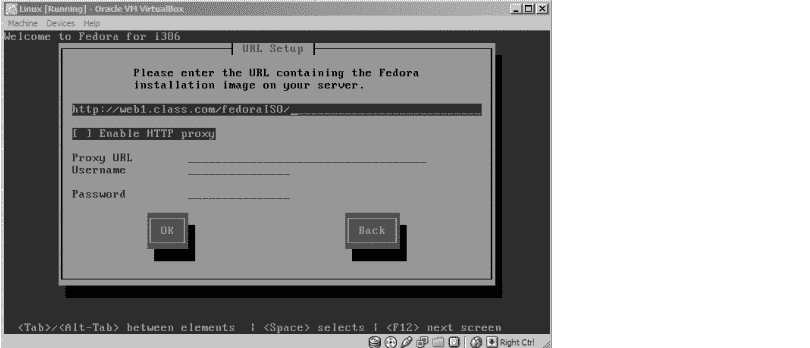 Linux [Running] - Oracle VM VirtualBox
Machine Devices Help
Welcome to Fedora for i386
URL Setup
Please enter the URL containing the Fedora
installation image on your server.
http://web1.class.com/fedoraISO/
[ ] Enable HTTP proxy
Proxy URL
Username
Password
OK Back
<Tab>/<Alt-Tab> between elements | <Space> selects | <F12> next screen
Right Ctrl